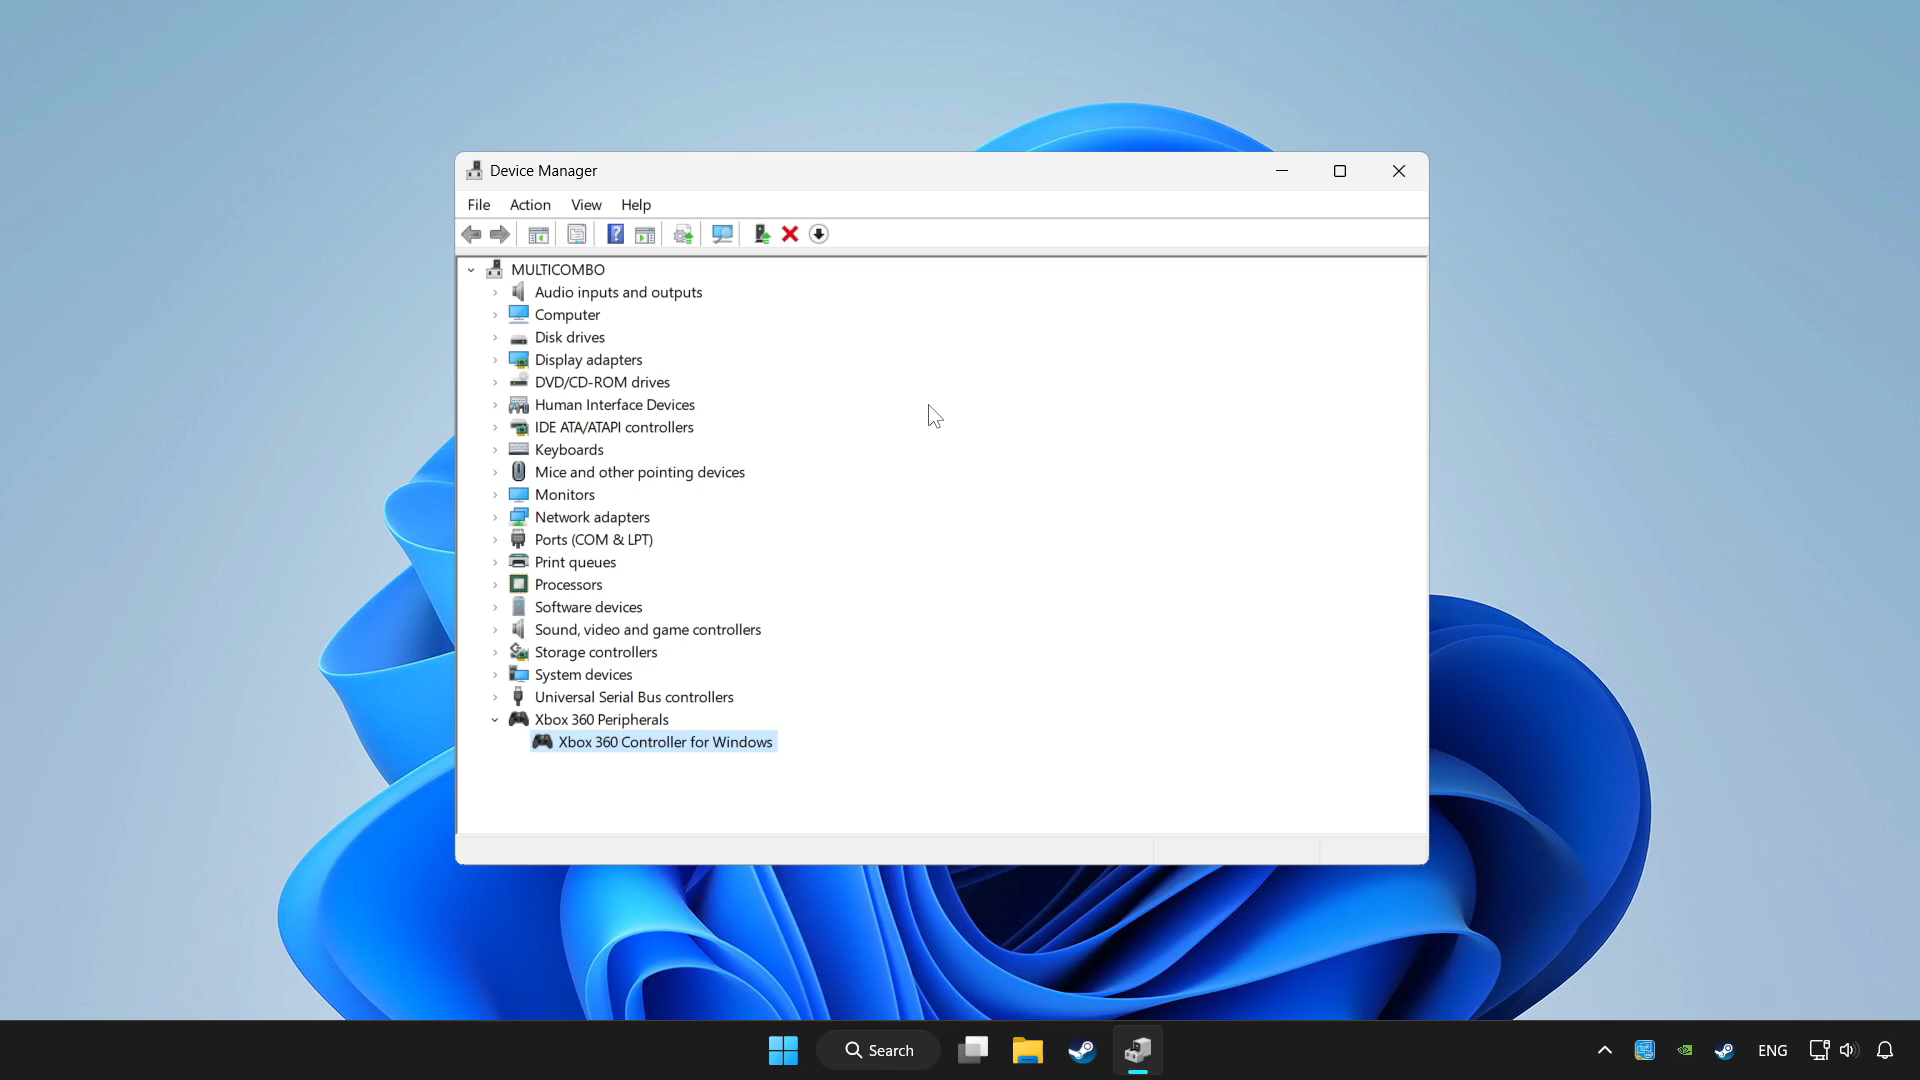 Device Manager
File Action View Help
MULTICOMBO
Audio inputs and outputs
Computer
Disk drives
Display adapters
DVD/CD-ROM drives
Human Interface Devices
IDE ATA/ATAPI controllers
Keyboards
Mice and other pointing devices
Monitors
Network adapters
Ports (COM & LPT)
Print queues
Processors
Software devices
Sound, video and game controllers
Storage controllers
System devices
Universal Serial Bus controllers
Xbox 360 Peripherals
Xbox 360 Controller for Windows
Search
ENG